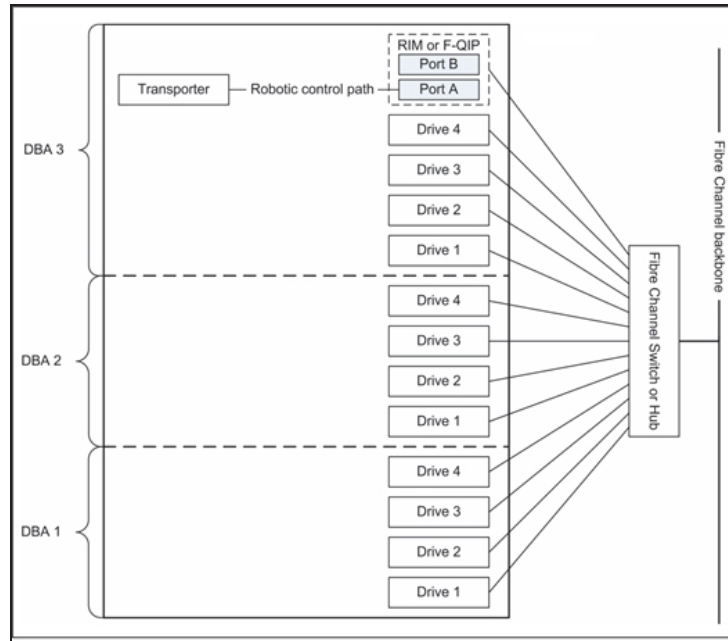 RIM or F-QIP
Port B
Transporter
Robotic control path
Port A
DBA 3
Drive 4
Drive 3
Drive 2
Drive 1
DBA 2
Drive 4
Drive 3
Drive 2
Drive 1
DBA 1
Drive 4
Drive 3
Drive 2
Drive 1
Fibre Channel Switch or Hub
Fibre Channel backbone